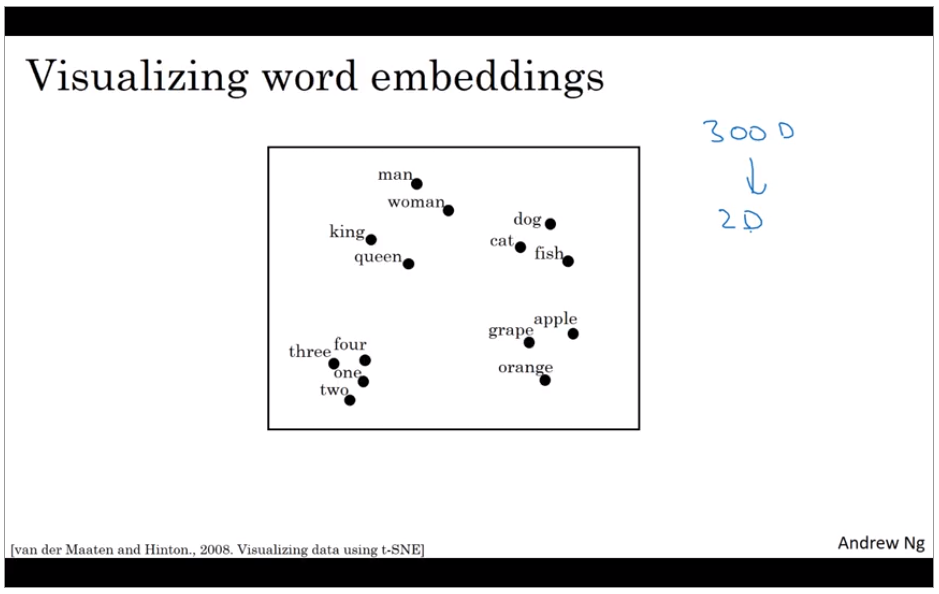 Visualizing word embeddings
300 D
↓
2D
man
woman
dog
king
cat
fish
queen
apple
grape
four
three
orange
one
two
[van der Maaten and Hinton., 2008. Visualizing data using t-SNE]
Andrew Ng